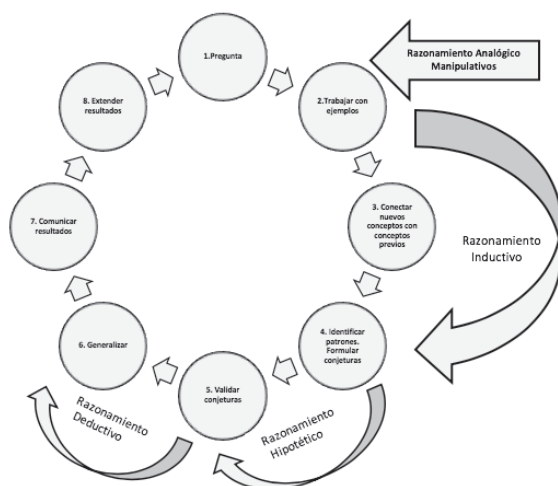 1.Pregunta
Razonamiento Analógico
Manipulativos
2.Trabajar con
ejemplos
3. Conectar
nuevos
conceptos con
conceptos
previos
Razonamiento
Inductivo
4. Identificar
patrones.
Formular
conjeturas
Razonamiento
Hipotético
5. Validar
conjeturas
Razonamiento
Deductivo
6. Generalizar
7. Comunicar
resultados
8. Extender
resultados